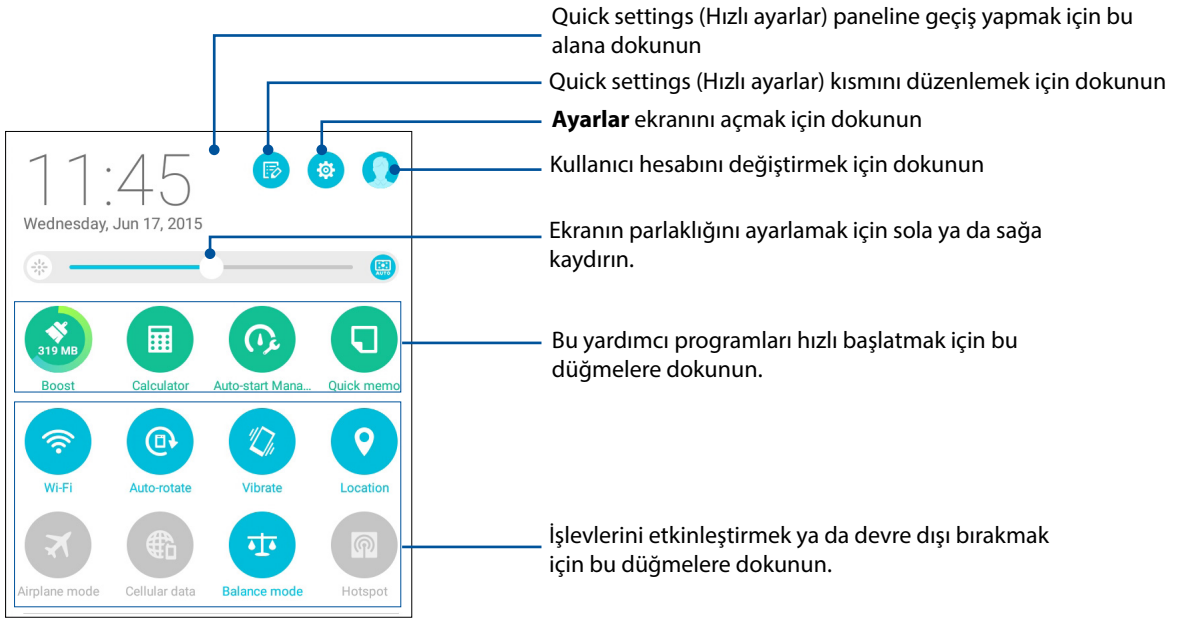 Quick settings (Hızlı ayarlar) paneline geçiş yapmak için bu
alana dokunun
Quick settings (Hızlı ayarlar) kısmını düzenlemek için dokunun
Ayarlar ekranını açmak için dokunun
Kullanıcı hesabını değiştirmek için dokunun
11:45
Wednesday, Jun 17, 2015
Ekranın parlaklığını ayarlamak için sola ya da sağa
kaydırın.
AUTO
319 MB
Boost Calculator Auto-start Mana... Quick memo
Bu yardımcı programları hızlı başlatmak için bu
düğmelere dokunun.
Wi-Fi Auto-rotate Vibrate Location
Airplane mode Cellular data Balance mode Hotspot
İşlevlerini etkinleştirmek ya da devre dışı bırakmak
için bu düğmelere dokunun.